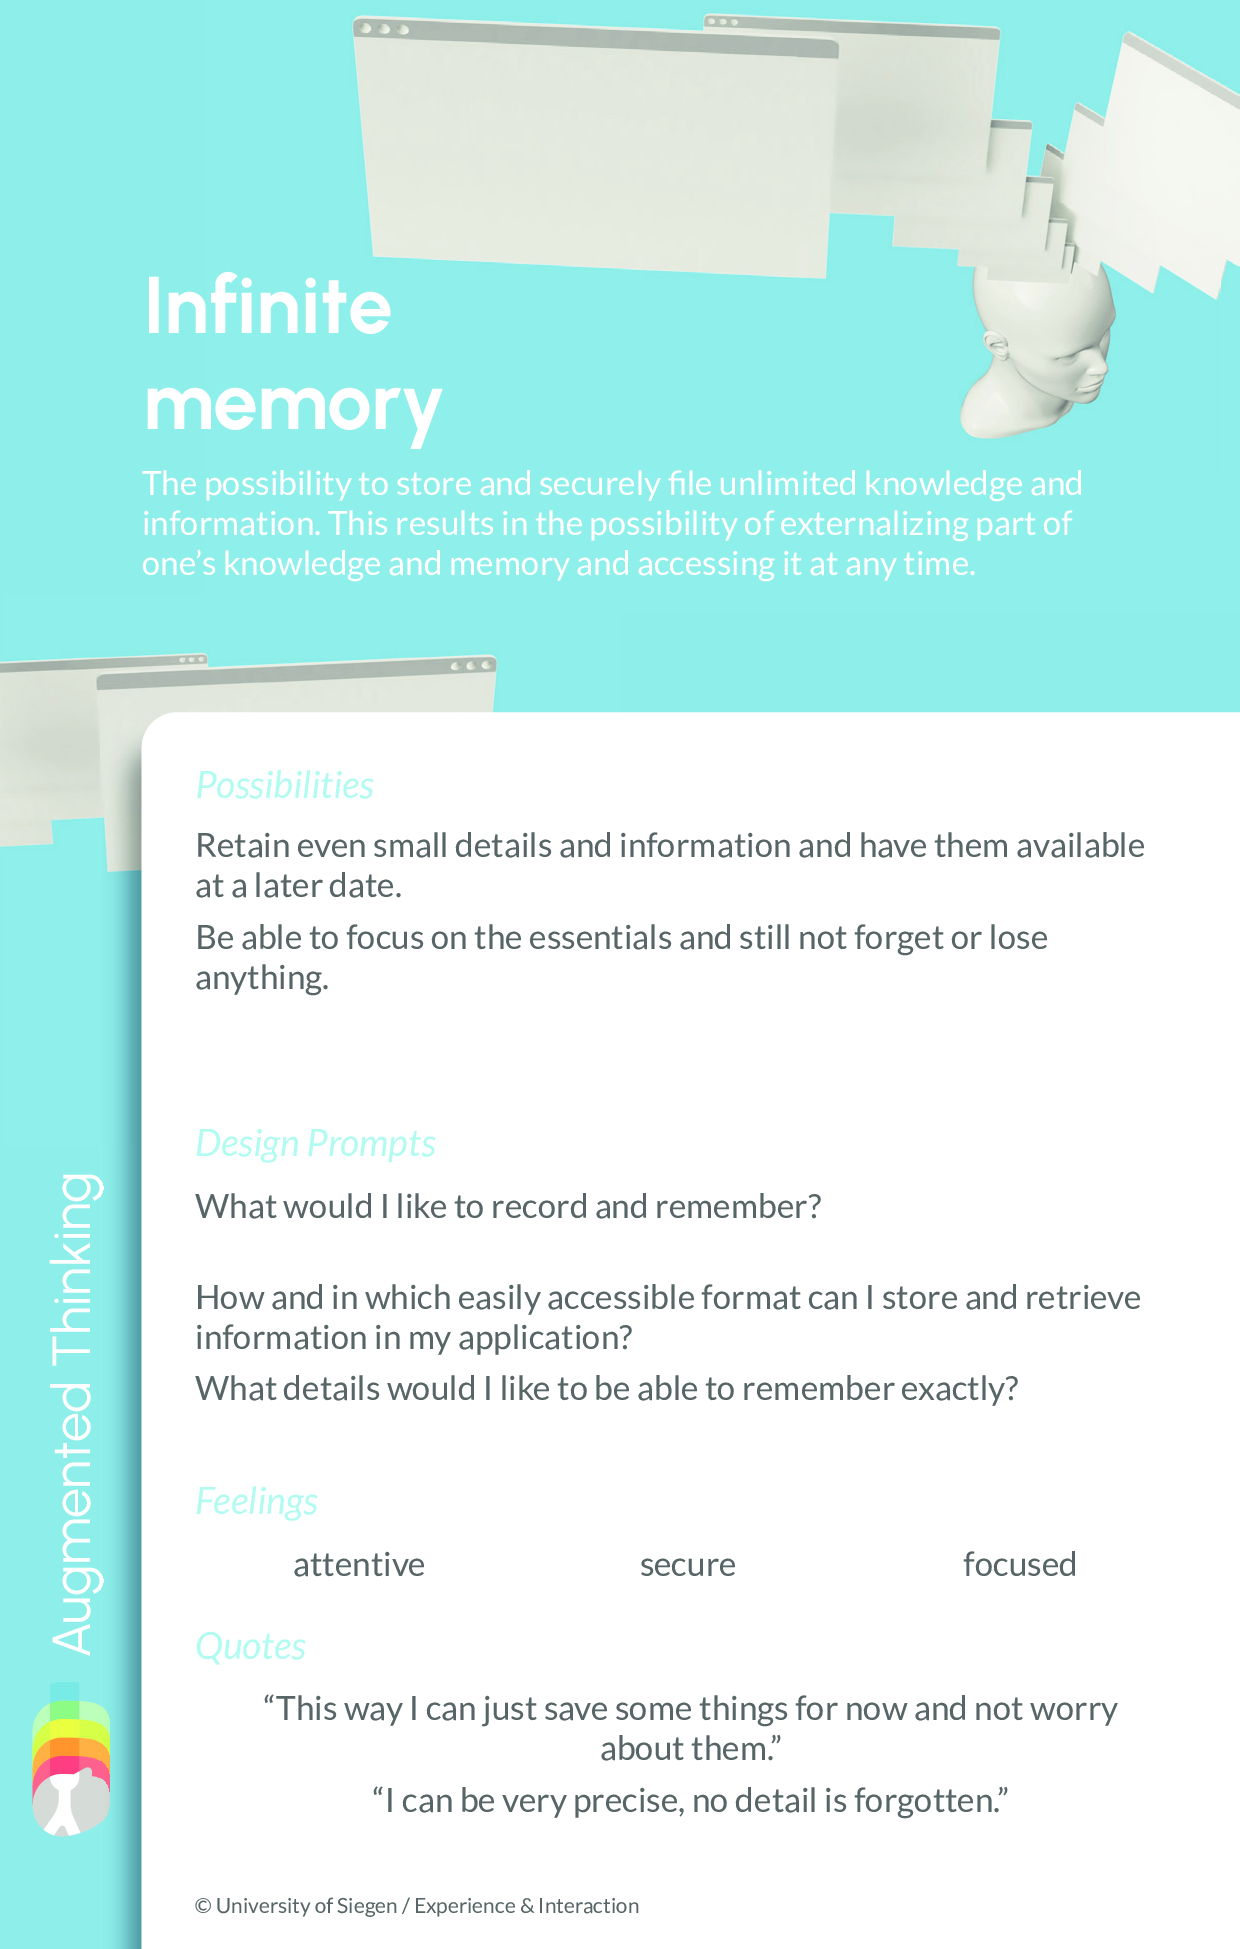 Infinite
memory
The possibility to store and securely file unlimited knowledge and
information. This results in the possibility of externalizing part of
one’s knowledge and memory and accessing it at any time.
Possibilities
Retain even small details and information and have them available
at a later date.
Be able to focus on the essentials and still not forget or lose
anything.
Design Prompts
What would I like to record and remember?
How and in which easily accessible format can I store and retrieve
information in my application?
What details would I like to be able to remember exactly?
Feelings
attentive secure focused
Quotes
“This way I can just save some things for now and not worry
about them.”
“I can be very precise, no detail is forgotten.”
© University of Siegen / Experience & Interaction
Augmented Thinking